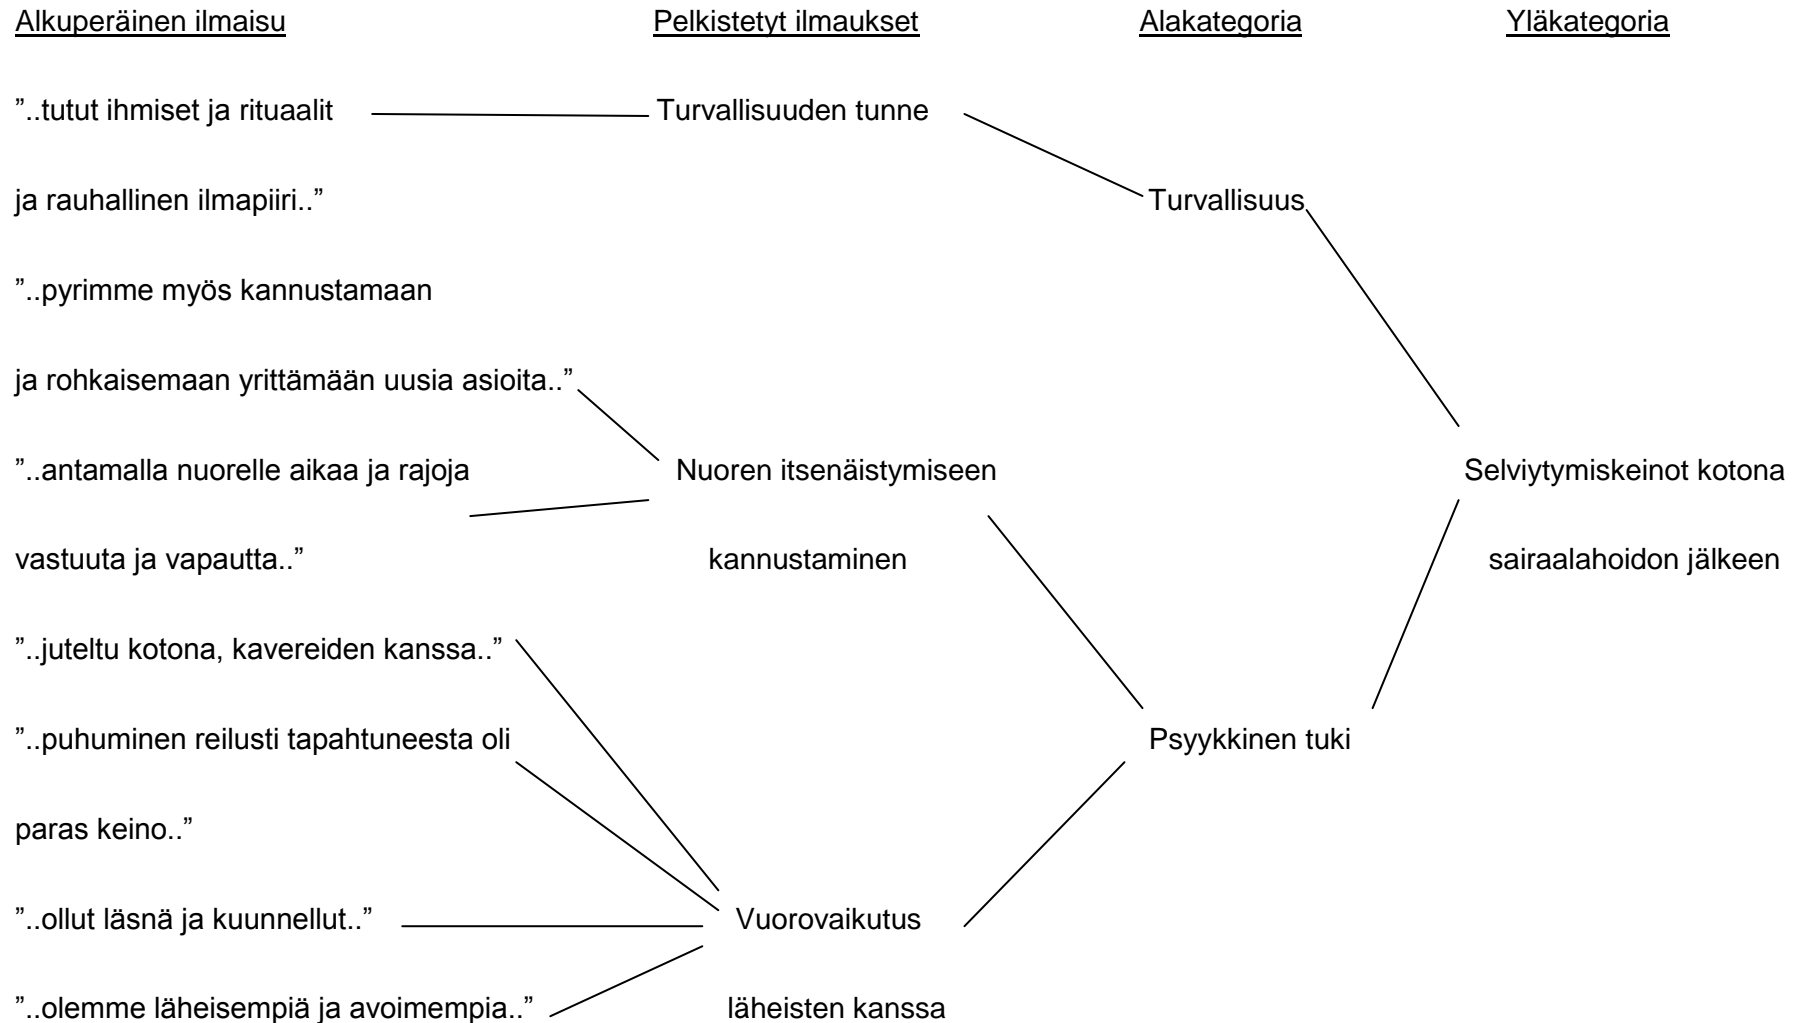 Alkuperäinen ilmaisu Pelkistetyt ilmaukset Alakategoria Yläkategoria
”..tutut ihmiset ja rituaalit Turvallisuuden tunne
ja rauhallinen ilmapiiri..” Turvallisuus
”..pyrimme myös kannustamaan
ja rohkaisemaan yrittämään uusia asioita..”
”..antamalla nuorelle aikaa ja rajoja Nuoren itsenäistymiseen Selviytymiskeinot kotona
vastuuta ja vapautta..” kannustaminen sairaalahoidon jälkeen
”..juteltu kotona, kavereiden kanssa..”
”..puhuminen reilusti tapahtuneesta oli Psyykkinen tuki
paras keino..”
”..ollut läsnä ja kuunnellut..” Vuorovaikutus
”..olemme läheisempiä ja avoimempia..” läheisten kanssa